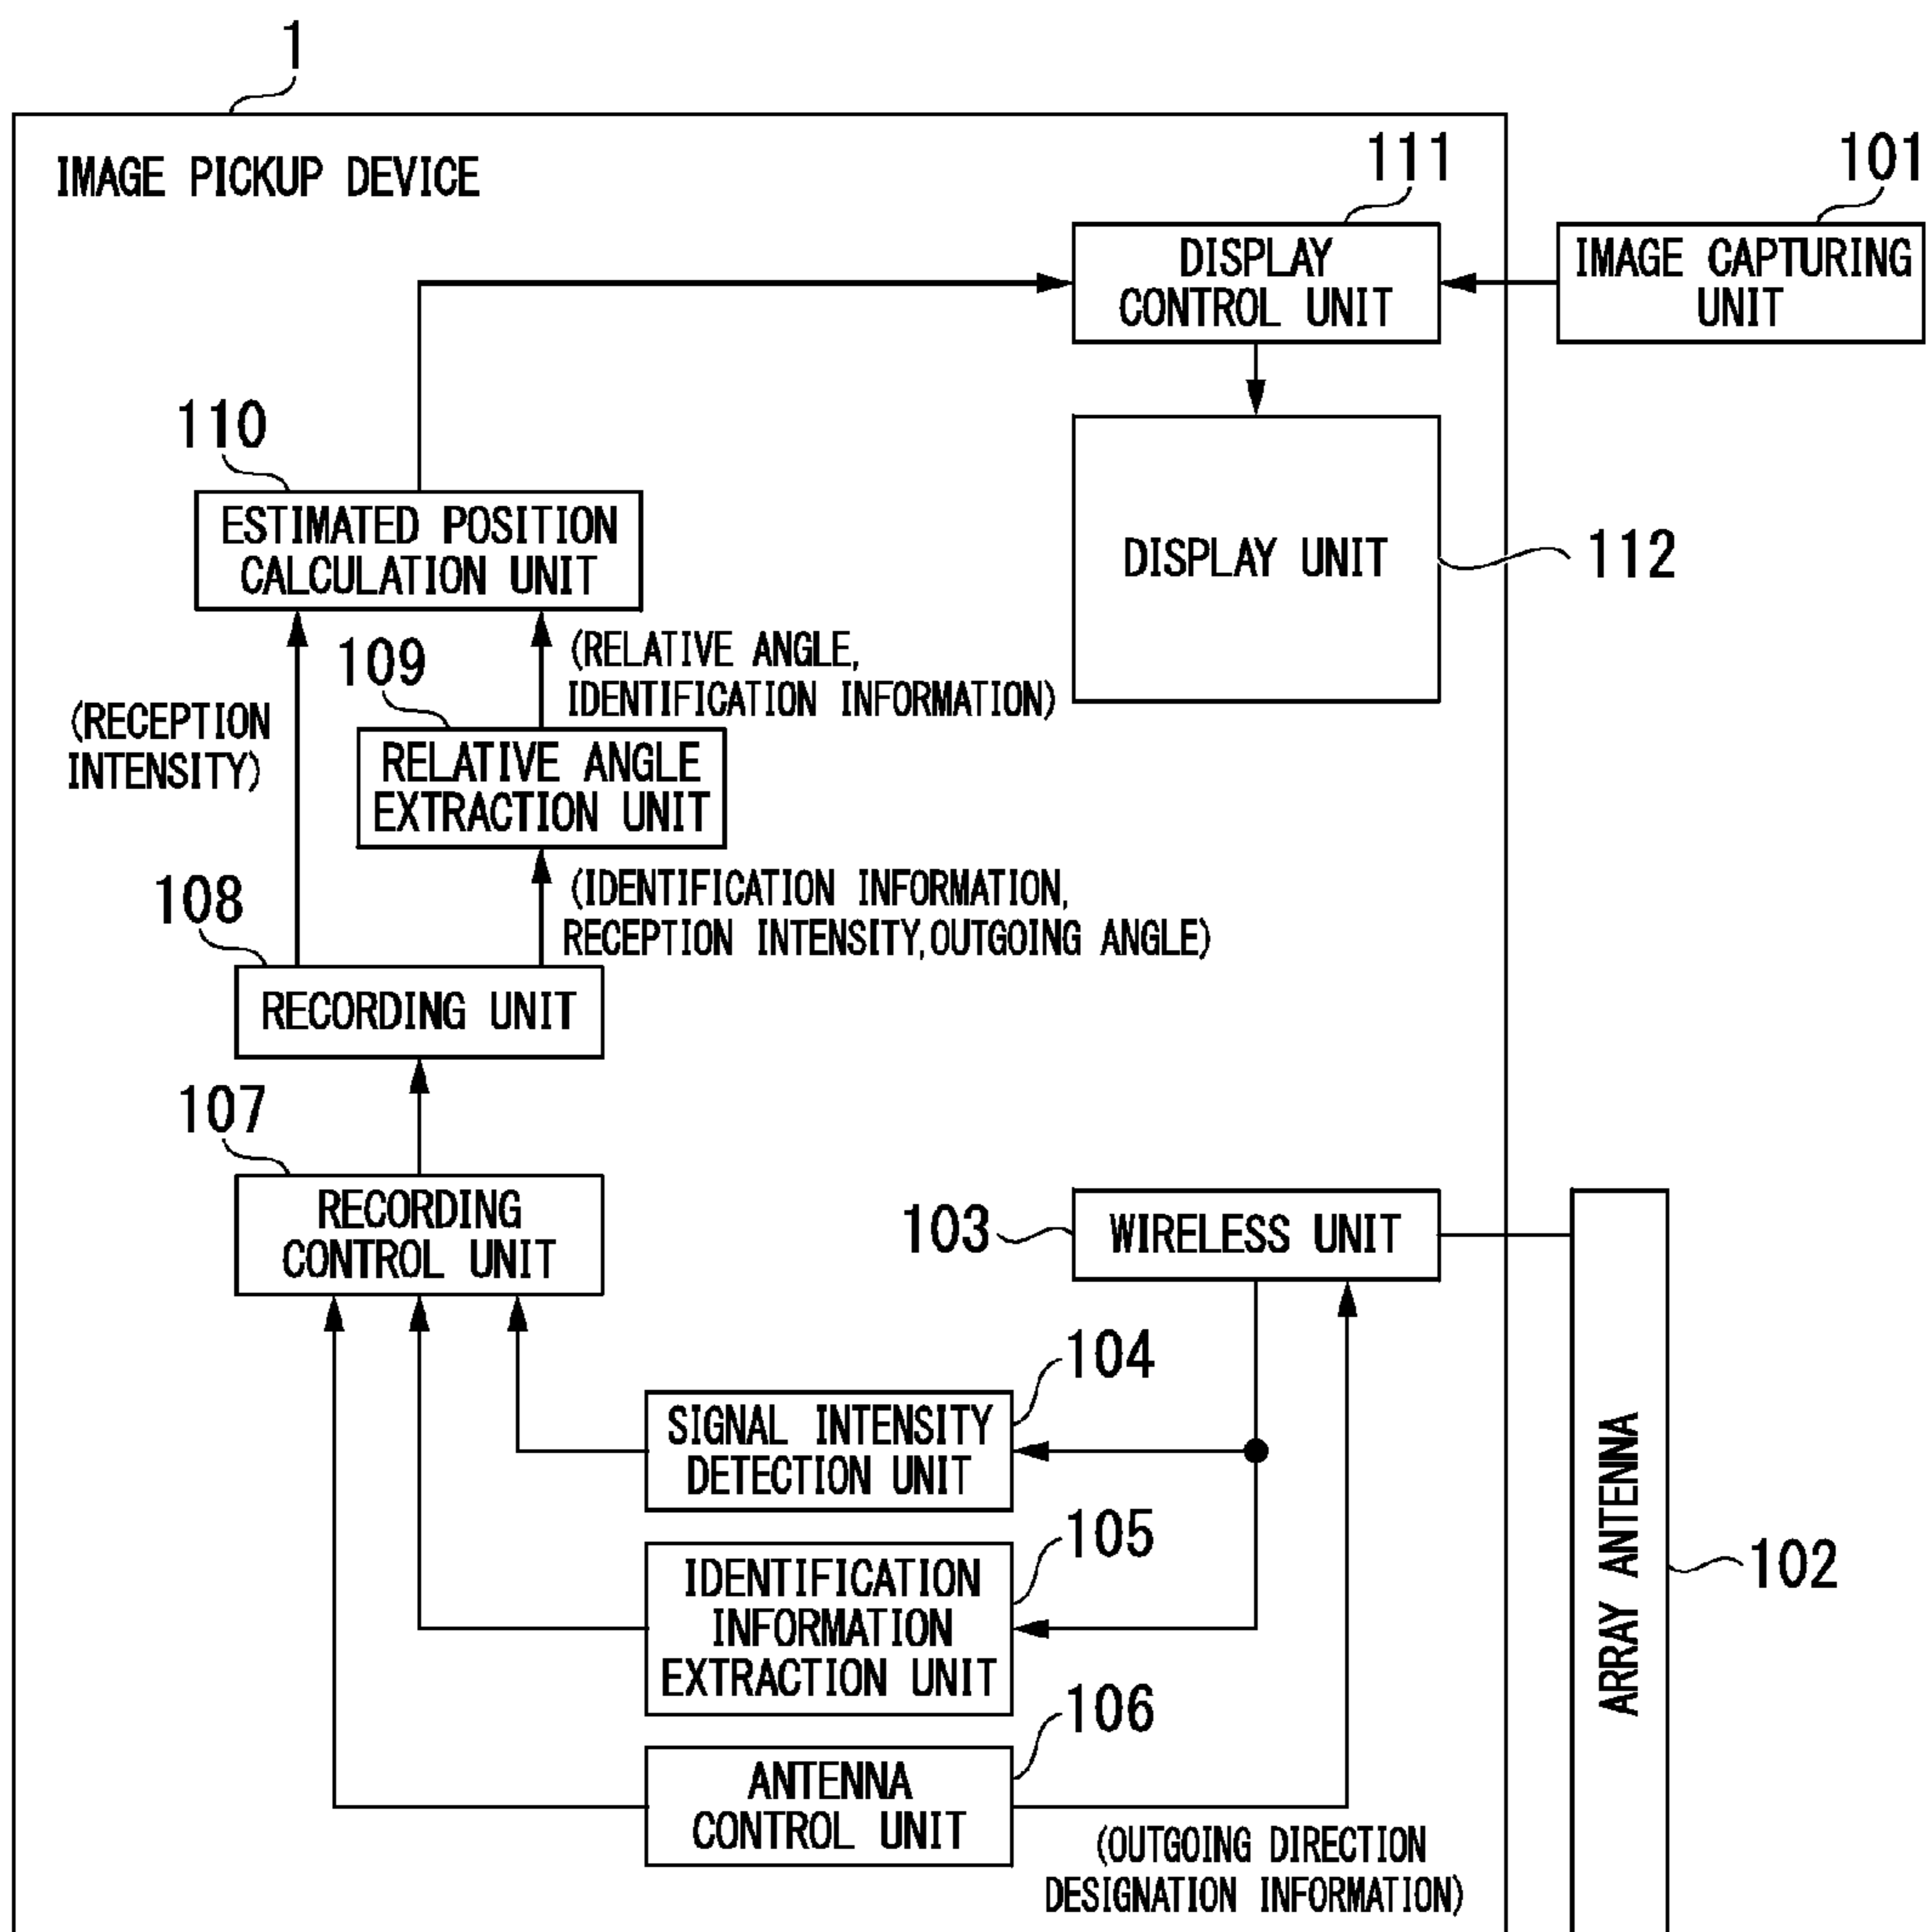 1
IMAGE PICKUP DEVICE
111
101
DISPLAY
CONTROL UNIT
IMAGE CAPTURING
UNIT
110
ESTIMATED POSITION
CALCULATION UNIT
DISPLAY UNIT
112
109
(RELATIVE ANGLE,
IDENTIFICATION INFORMATION)
(RECEPTION
INTENSITY)
RELATIVE ANGLE
EXTRACTION UNIT
108
(IDENTIFICATION INFORMATION,
RECEPTION INTENSITY,OUTGOING ANGLE)
RECORDING UNIT
107
RECORDING
CONTROL UNIT
103
WIRELESS UNIT
104
SIGNAL INTENSITY
DETECTION UNIT
105
IDENTIFICATION
INFORMATION
EXTRACTION UNIT
ARRAY ANTENNA
102
106
ANTENNA
CONTROL UNIT
(OUTGOING DIRECTION
DESIGNATION INFORMATION)